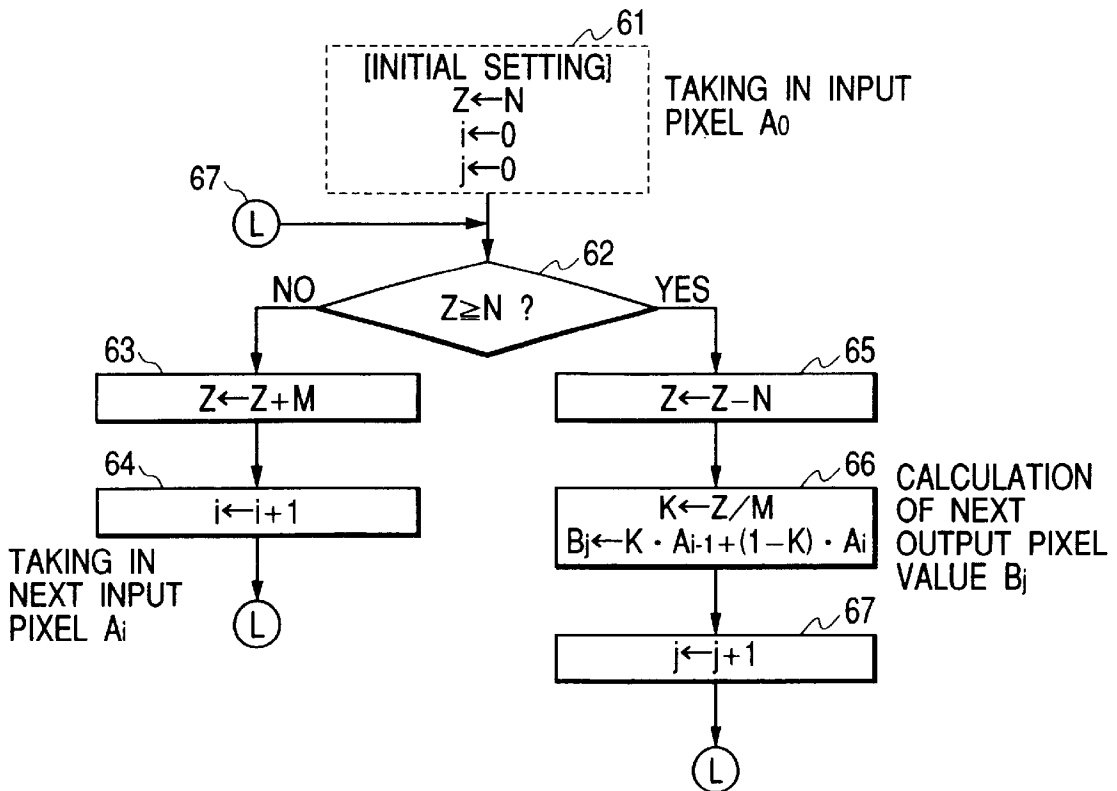 61
[INITIAL SETTING]
Z←N
i←0
j←0
TAKING IN INPUT
PIXEL A0
67
L
62
NO
Z≧N ?
YES
63
Z←Z+M
65
Z←Z−N
64
i←i+1
66
K←Z/M
Bj←K · Ai-1+(1−K) · Ai
CALCULATION
OF NEXT
OUTPUT PIXEL
VALUE Bj
TAKING IN
NEXT INPUT
PIXEL Ai
L
67
j←j+1
L